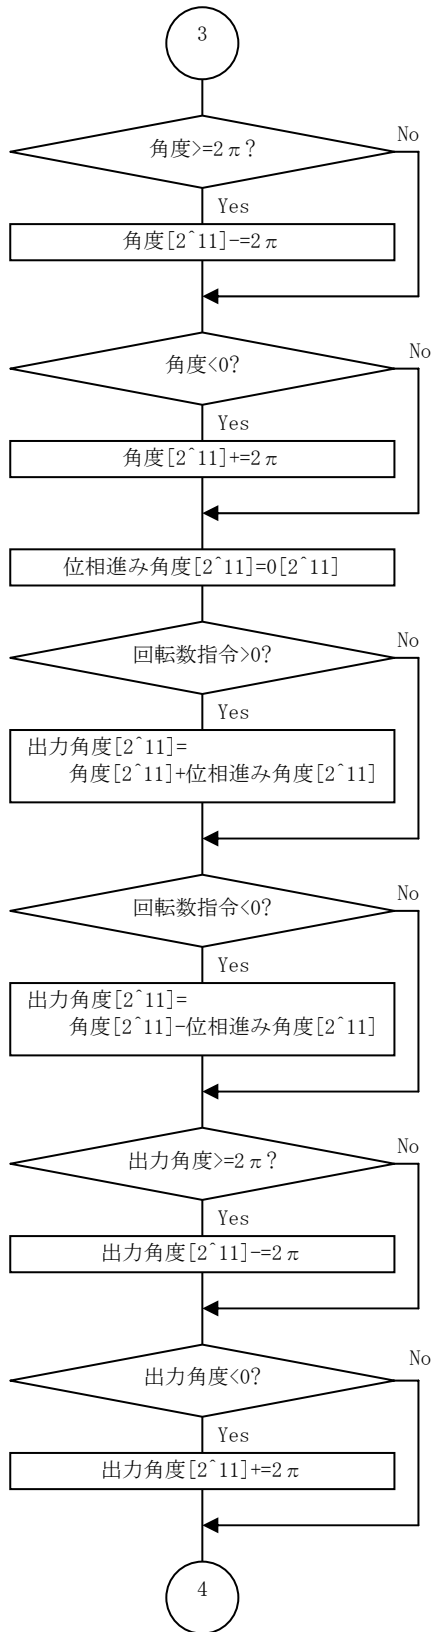 3
角度>=2π?
No
Yes
角度[2^11]-=2π
角度<0?
No
Yes
角度[2^11]+=2π
位相進み角度[2^11]=0[2^11]
回転数指令>0?
No
Yes
出力角度[2^11]=
角度[2^11]+位相進み角度[2^11]
回転数指令<0?
No
Yes
出力角度[2^11]=
角度[2^11]-位相進み角度[2^11]
出力角度>=2π?
No
Yes
出力角度[2^11]-=2π
出力角度<0?
No
Yes
出力角度[2^11]+=2π
4